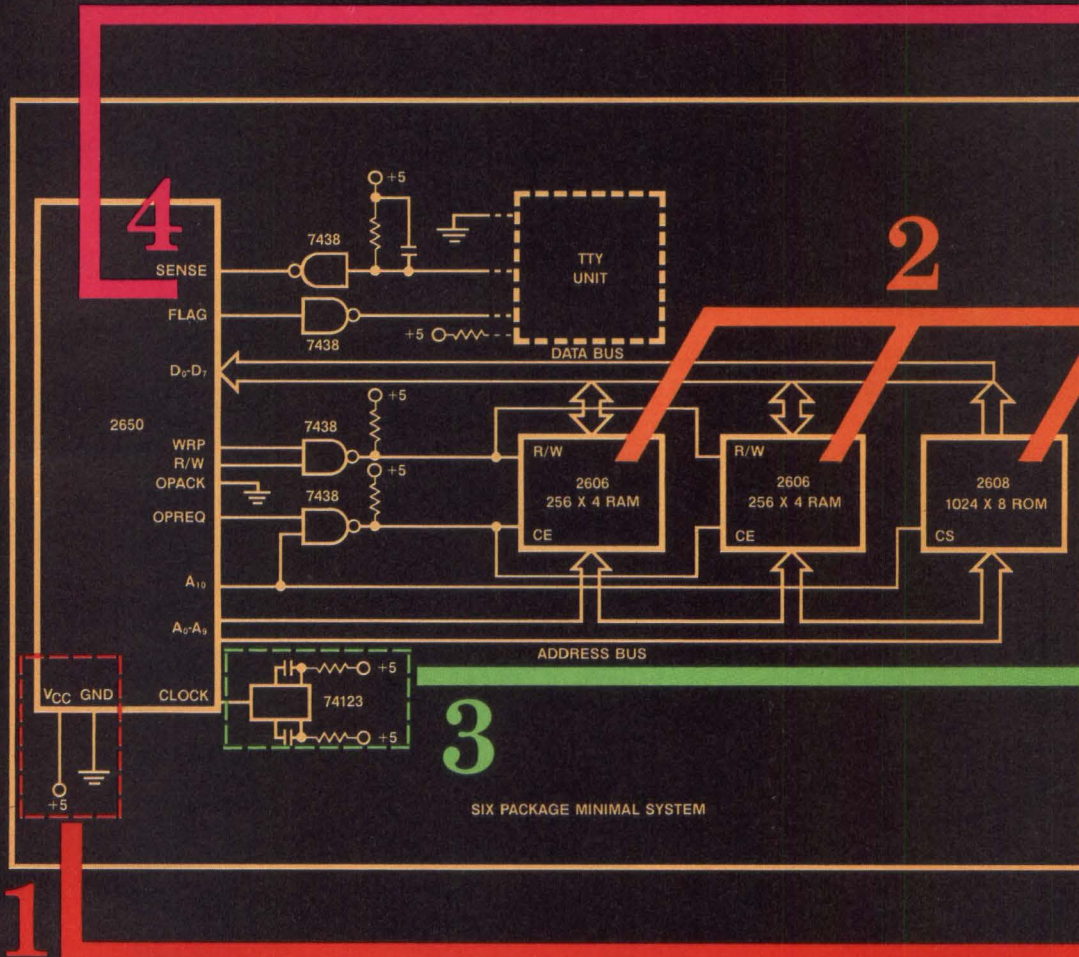 4
+5
7438
SENSE
TTY
UNIT
2
FLAG
7438
+5
DATA BUS
D₀-D₇
+5
2650
7438
WRP
R/W
R/W
R/W
+5
OPACK
2606
256 X 4 RAM
2606
256 X 4 RAM
2608
1024 X 8 ROM
7438
OPREQ
CE
CE
CS
A₁₀
A₀-A₉
ADDRESS BUS
+5
VCC GND
CLOCK
74123
3
+5
+5
SIX PACKAGE MINIMAL SYSTEM
1